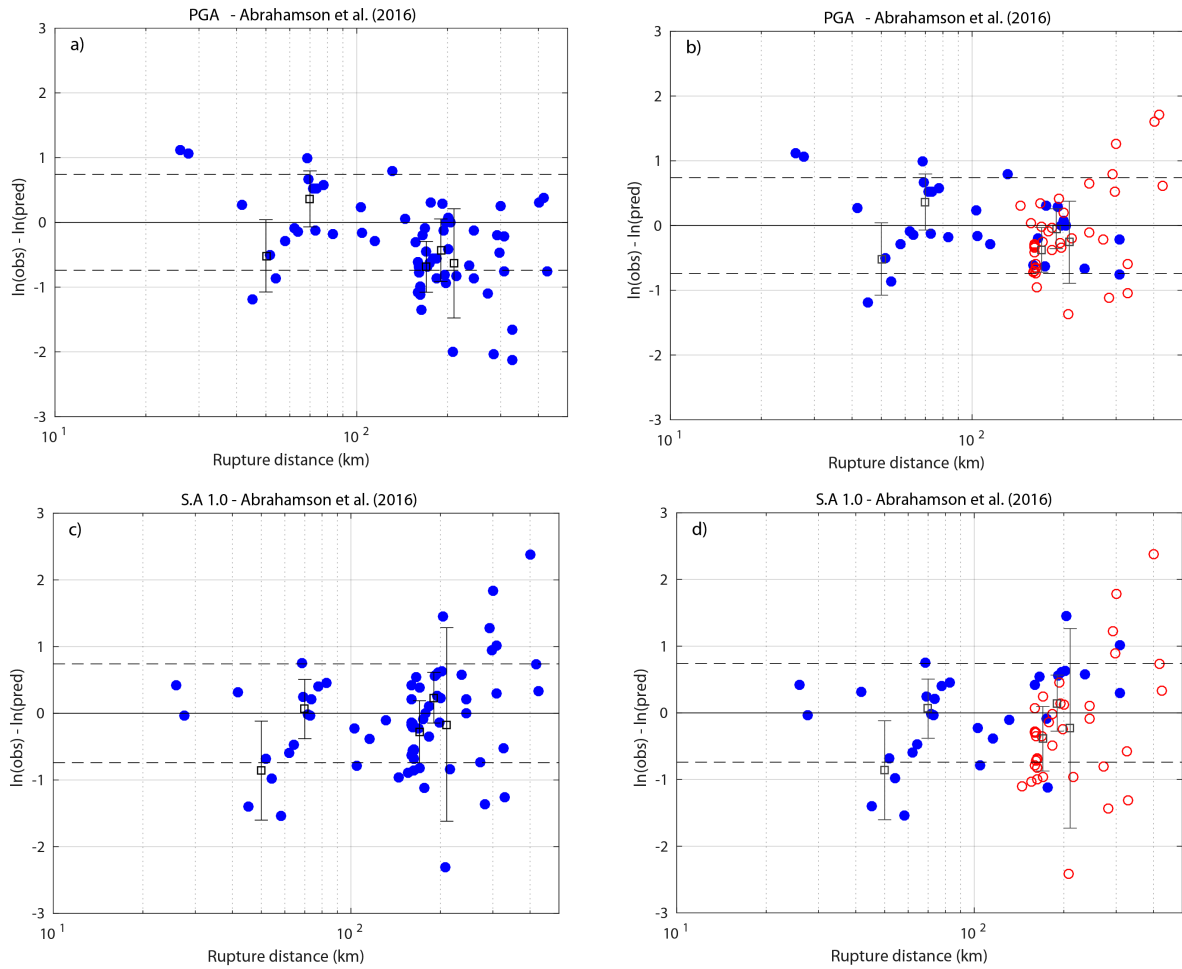 PGA - Abrahamson et al. (2016)
a)
3
2
1
0
-1
-2
-3
ln(obs) - ln(pred)
10 1
10 2
Rupture distance (km)
PGA - Abrahamson et al. (2016)
b)
3
2
1
0
-1
-2
-3
ln(obs) - ln(pred)
10 1
10 2
Rupture distance (km)
S.A 1.0 - Abrahamson et al. (2016)
c)
3
2
1
0
-1
-2
-3
ln(obs) - ln(pred)
10 1
10 2
Rupture distance (km)
S.A 1.0 - Abrahamson et al. (2016)
d)
3
2
1
0
-1
-2
-3
ln(obs) - ln(pred)
10 1
10 2
Rupture distance (km)